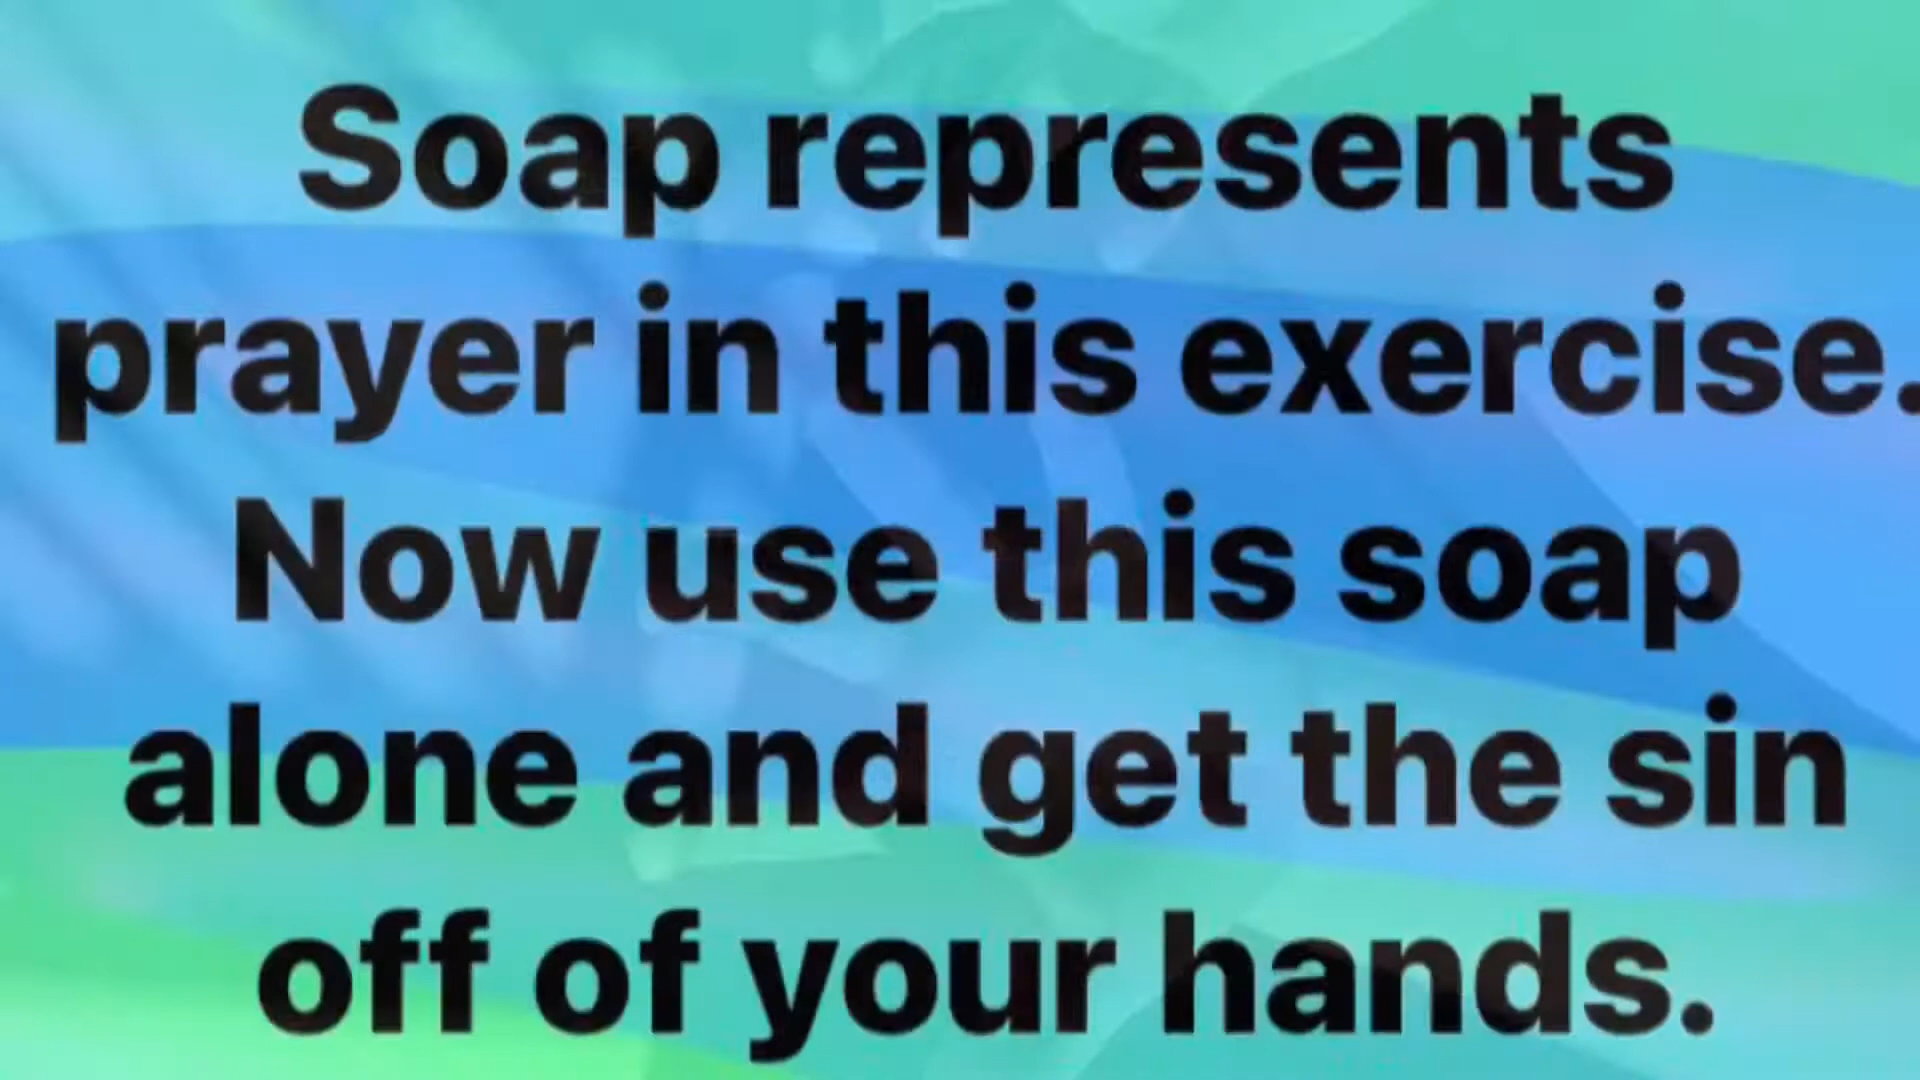 Soap represents
prayer in this exercise.
Now use this soap
alone and get the sin
off of your hands.